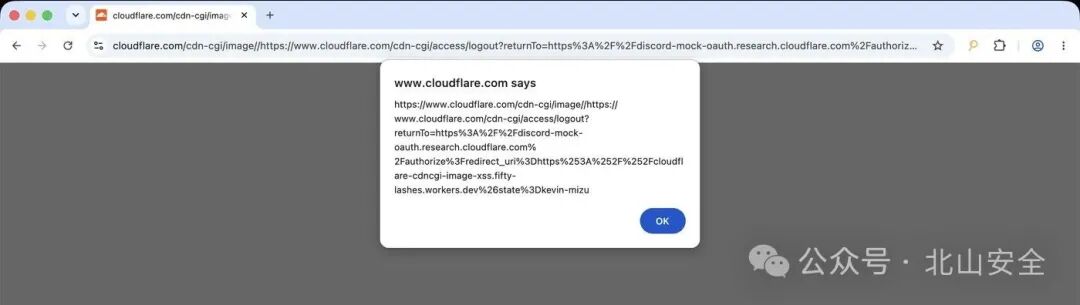 cloudflare.com/cdn-cgi/imag
cloudflare.com/cdn-cgi/image//https://www.cloudflare.com/cdn-cgi/access/logout?returnTo=https%3A%2F%2Fdiscord-mock-oauth.research.cloudflare.com%2Fauthoriz...
www.cloudflare.com says
https://www.cloudflare.com/cdn-cgi/image//https://
www.cloudflare.com/cdn-cgi/access/logout?
returnTo=https%3A%2F%2Fdiscord-mock-
oauth.research.cloudflare.com%
2Fauthorize%3Fredirect_uri%3Dhttps%253A%252F%252Fcloudfl
are-cdncgi-image-xss.fifty-
lashes.workers.dev%26state%3Dkevin-mizu
OK
公众号 · 北山安全